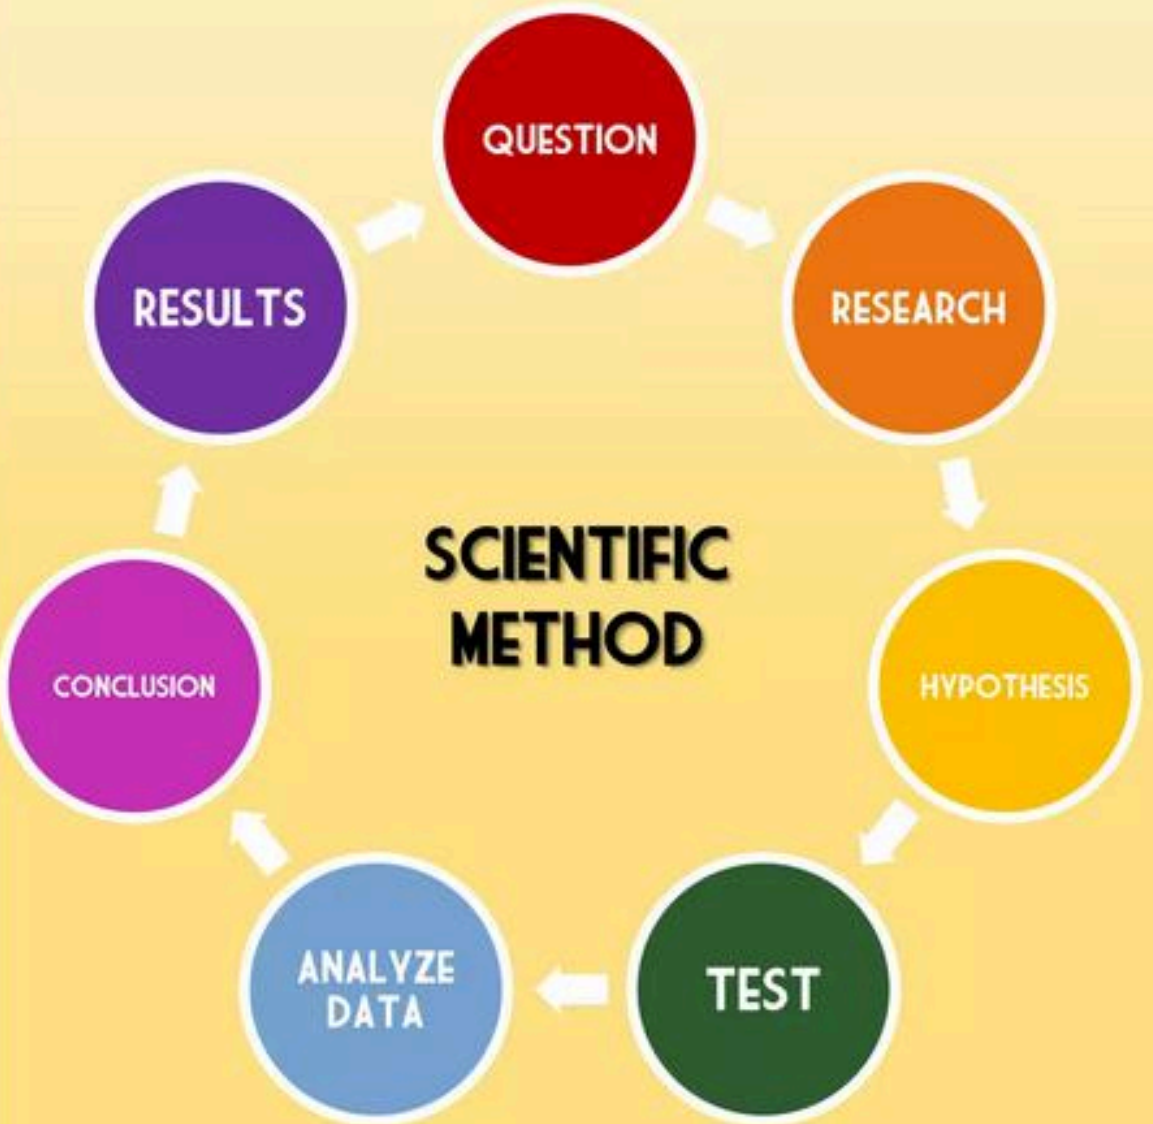 QUESTION
RESEARCH
HYPOTHESIS
TEST
ANALYZE
DATA
CONCLUSION
RESULTS
SCIENTIFIC
METHOD